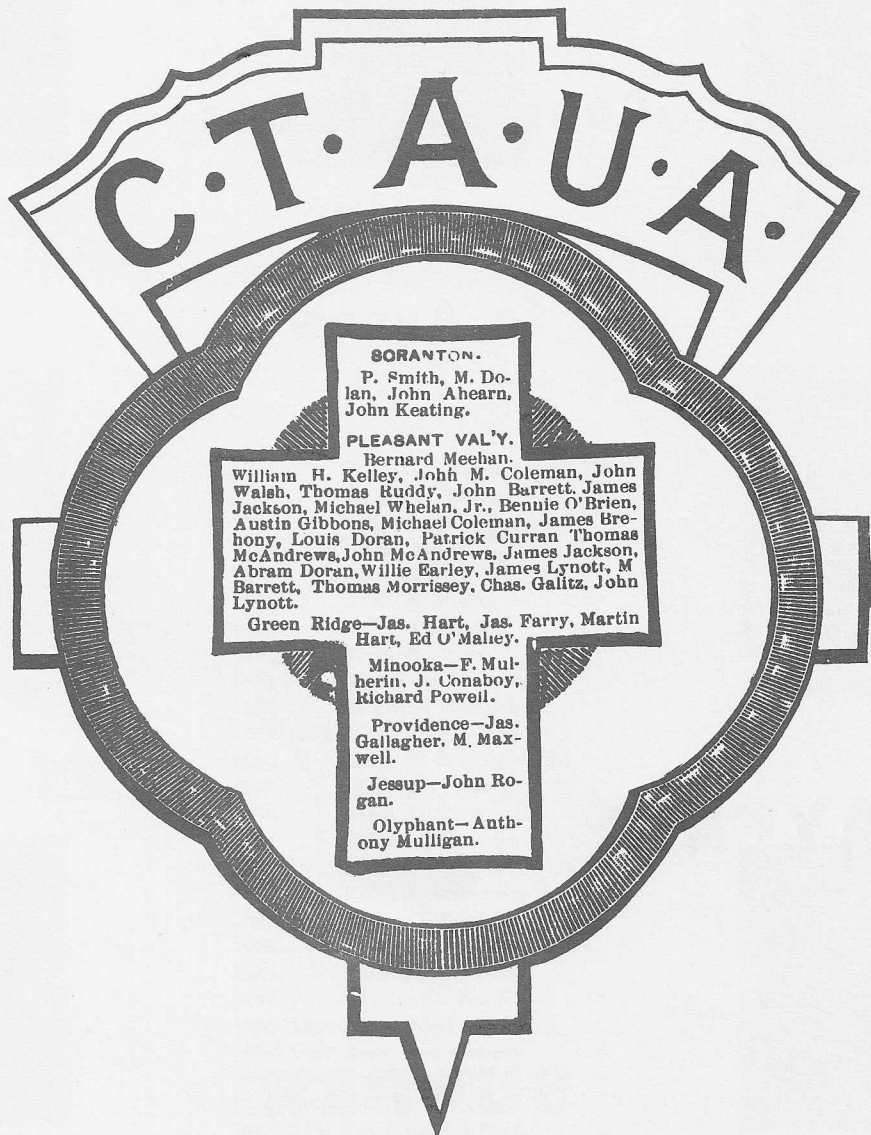 C·T·A·U·A·
SORANTON.
P. Smith, M. Do-
lan, John Ahearn,
John Keating.
PLEASANT VAL'Y.
Bernard Meehan.
William H. Kelley, John M. Coleman, John
Walsh, Thomas Ruddy, John Barrett. James
Jackson, Michael Whelan, Jr., Bennie O'Brien,
Austin Gibbons, Michael Coleman, James Bre-
hony, Louis Doran, Patrick Curran Thomas
McAndrews, John McAndrews, James Jackson,
Abram Doran, Willie Earley, James Lynott, M
Barrett, Thomas Morrissey, Chas. Galitz, John
Lynott.
Green Ridge—Jas. Hart, Jas. Farry, Martin
Hart, Ed O'Malley.
Minooka—F. Mul-
herin, J. Conaboy,
Richard Powell.
Providence—Jas.
Gallagher, M. Max-
well.
Jessup—John Ro-
gan.
Olyphant—Anth-
ony Mulligan.